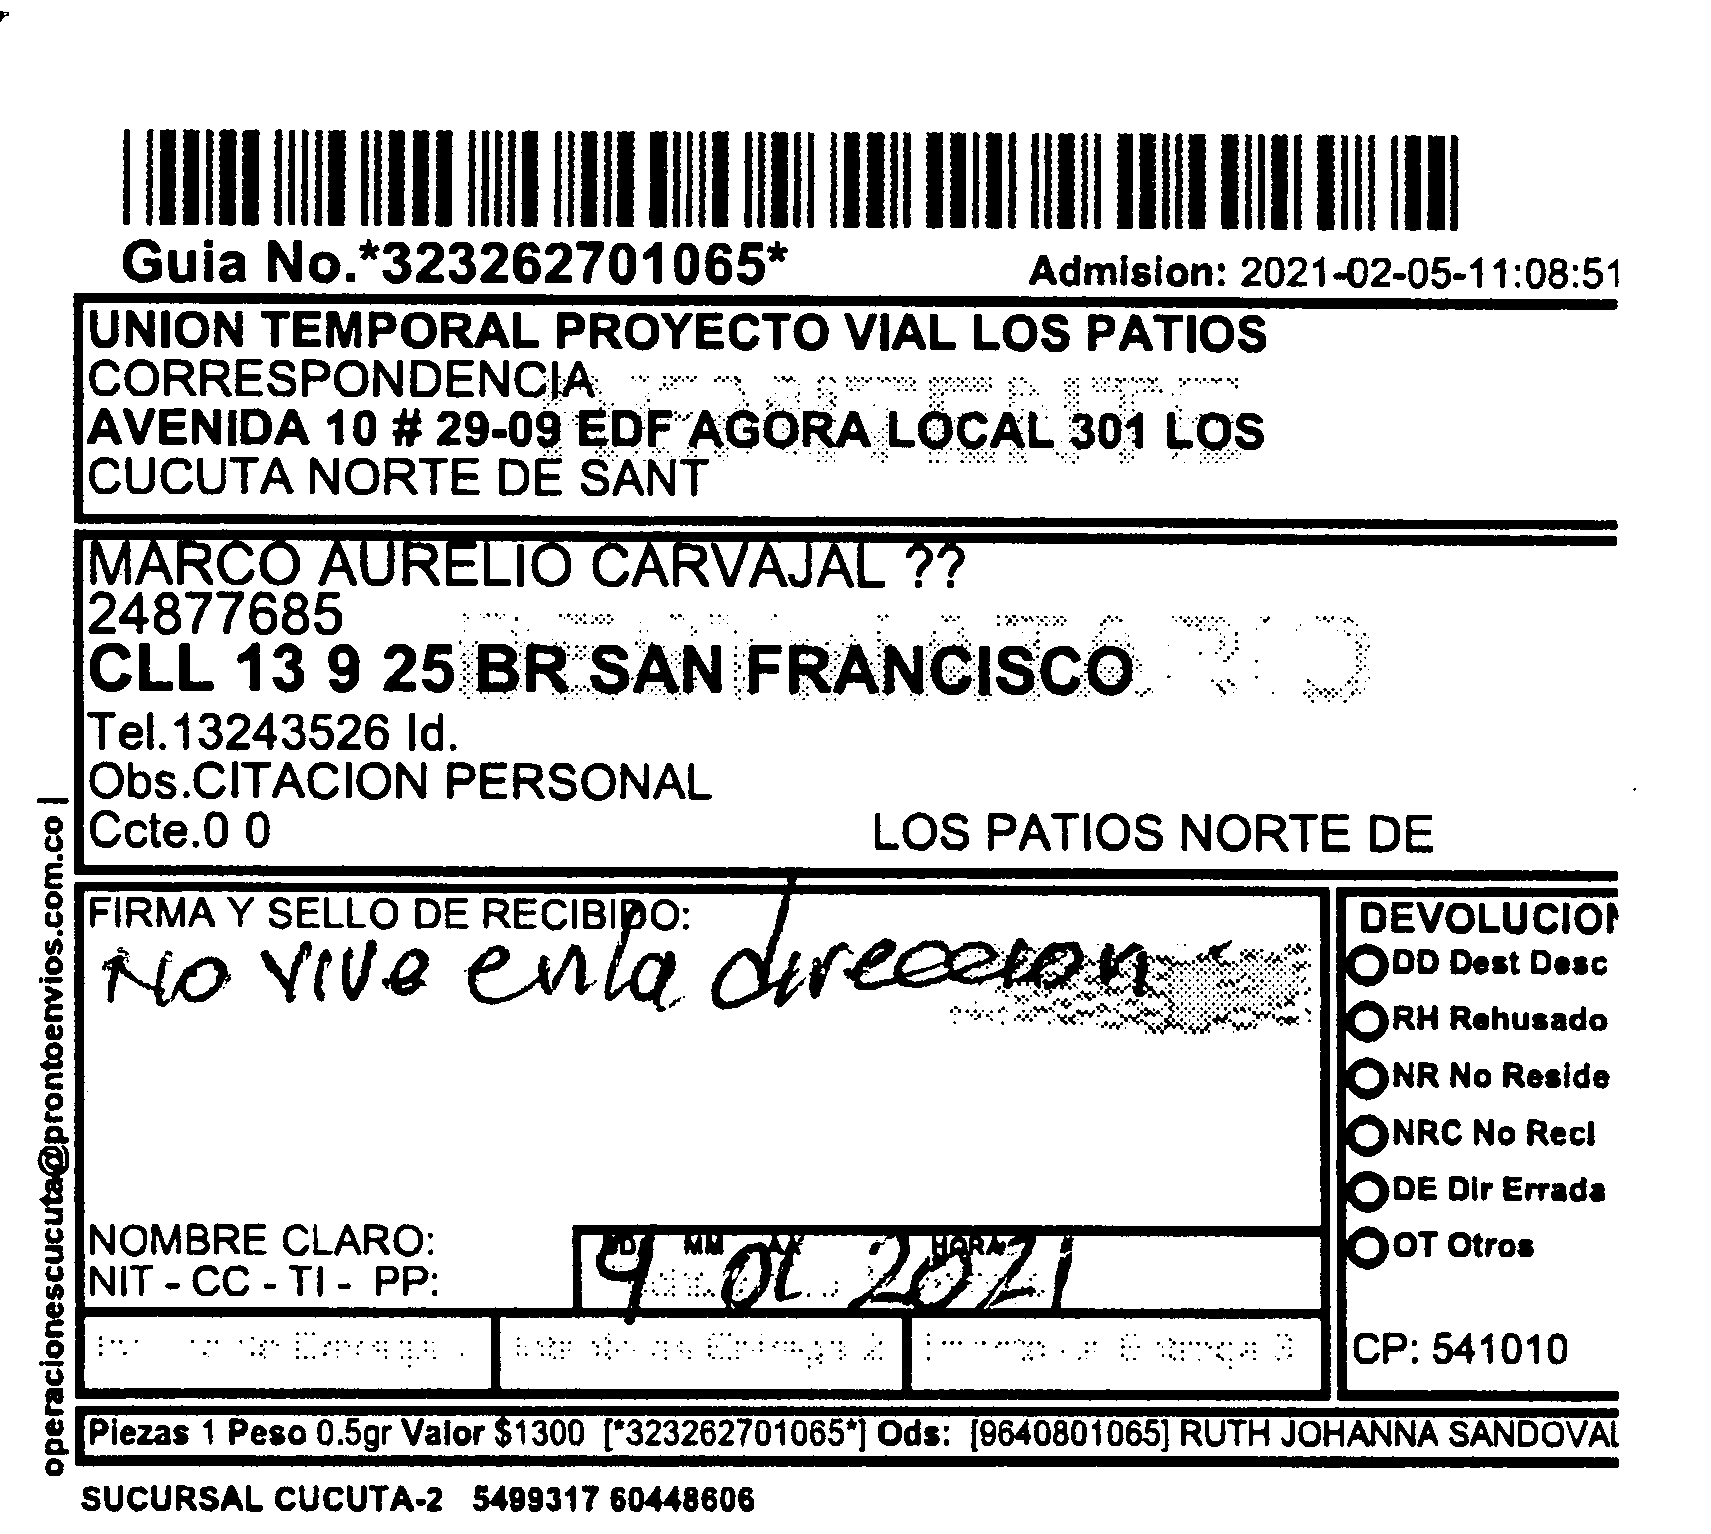 Guia No.*323262701065*
Admision: 2021-02-05-11:08:51
UNION TEMPORAL PROYECTO VIAL LOS PATIOS
CORRESPONDENCIA
AVENIDA 10 # 29-09 EDF AGORA LOCAL 301 LOS
CUCUTA NORTE DE SANT
MARCO AURELIO CARVAJAL ??
24877685
CLL 13 9 25 BR SAN FRANCISCO
Tel.13243526 Id.
Obs.CITACION PERSONAL
Ccte.0 0
LOS PATIOS NORTE DE
operacionescucuta@prontoenvios.com.co |
FIRMA Y SELLO DE RECIBIDO:
No vive en la direccion
DEVOLUCION
DD Dest Desc
RH Rehusado
NR No Reside
NRC No Recl
DE Dir Errada
OT Otros
NOMBRE CLARO:
NIT - CC - TI - PP:
DD MM AA HORA
9 02 2021
CP: 541010
Piezas 1 Peso 0.5gr Valor $1300 [*323262701065*] Ods: [9640801065] RUTH JOHANNA SANDOVAL
SUCURSAL CUCUTA-2 5499317 60448606